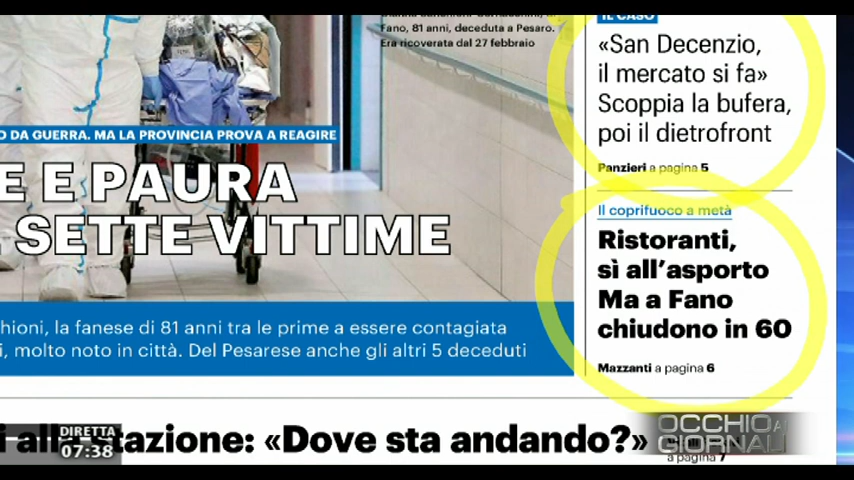 Fano, 81 anni, deceduta a Pesaro.
Era ricoverata dal 27 febbraio
O DA GUERRA. MA LA PROVINCIA PROVA A REAGIRE
E E PAURA
SETTE VITTIME
hioni, la fanese di 81 anni tra le prime a essere contagiata
i, molto noto in città. Del Pesarese anche gli altri 5 deceduti
IL CASO
«San Decenzio,
il mercato si fa»
Scoppia la bufera,
poi il dietrofront
Panzieri a pagina 5
Il coprifuoco a metà
Ristoranti,
sì all'asporto
Ma a Fano
chiudono in 60
Mazzanti a pagina 6
i alla stazione: «Dove sta andando?»
a pagina 7
DIRETTA
07:38
OCCHIO AI
GIORNALI